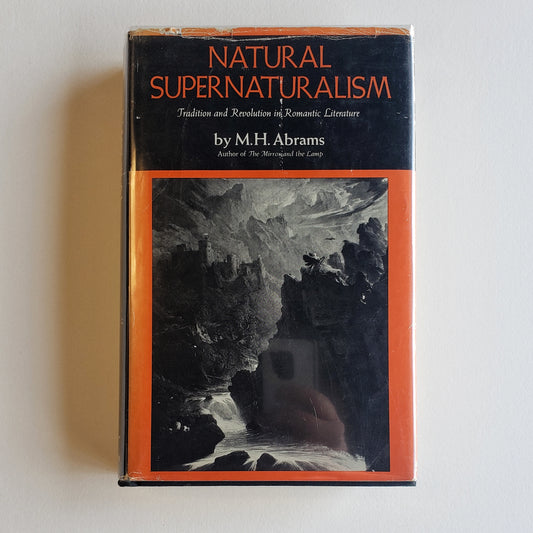 NATURAL
SUPERNATURALISM
Tradition and Revolution in Romantic Literature
by M.H. Abrams
Author of The Mirror and the Lamp